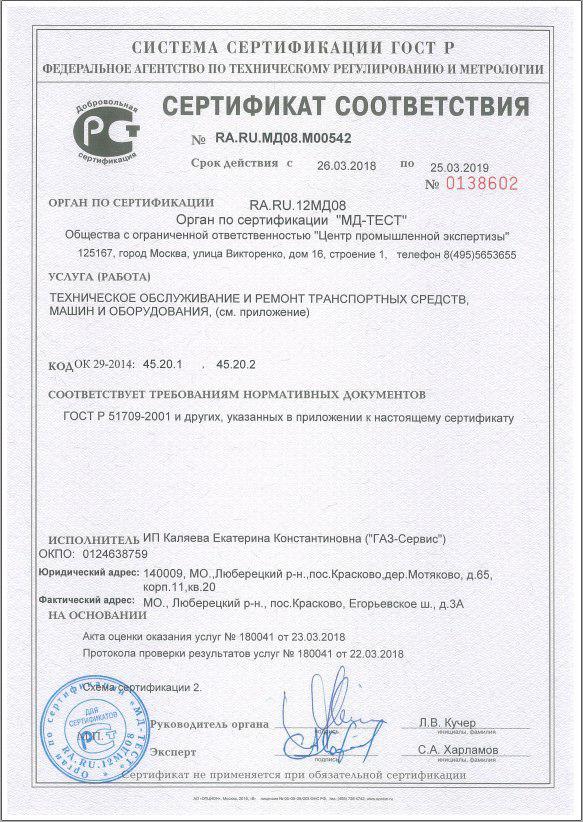 СИСТЕМА СЕРТИФИКАЦИИ ГОСТ Р
ФЕДЕРАЛЬНОЕ АГЕНТСТВО ПО ТЕХНИЧЕСКОМУ РЕГУЛИРОВАНИЮ И МЕТРОЛОГИИ
Добровольная
РСТ
сертификация
СЕРТИФИКАТ СООТВЕТСТВИЯ
№ RA.RU.МД08.М00542
Срок действия с 26.03.2018 по 25.03.2019
№ 0138602
ОРГАН ПО СЕРТИФИКАЦИИ RA.RU.12МД08
Орган по сертификации "МД-ТЕСТ"
Общества с ограниченной ответственностью "Центр промышленной экспертизы"
125167, город Москва, улица Викторенко, дом 16, строение 1, телефон 8(495)5653655
УСЛУГА (РАБОТА)
ТЕХНИЧЕСКОЕ ОБСЛУЖИВАНИЕ И РЕМОНТ ТРАНСПОРТНЫХ СРЕДСТВ,
МАШИН И ОБОРУДОВАНИЯ, (см. приложение)
КОД ОК 29-2014: 45.20.1 , 45.20.2
СООТВЕТСТВУЕТ ТРЕБОВАНИЯМ НОРМАТИВНЫХ ДОКУМЕНТОВ
ГОСТ Р 51709-2001 и других, указанных в приложении к настоящему сертификату
ИСПОЛНИТЕЛЬ ИП Каляева Екатерина Константиновна ("ГАЗ-Сервис")
ОКПО: 0124638759
Юридический адрес: 140009, МО.,Люберецкий р-н.,пос.Красково,дер.Мотяково, д.65,
корп.11,кв.20
Фактический адрес: МО., Люберецкий р-н., пос.Красково, Егорьевское ш., д.3А
НА ОСНОВАНИИ
Акта оценки оказания услуг № 180041 от 23.03.2018
Протокола проверки результатов услуг № 180041 от 22.03.2018
Схема сертификации 2.
Орган по сертификации «МД-ТЕСТ»
RA.RU.12МД08
ДЛЯ
СЕРТИФИКАТОВ
М.П.
Руководитель органа
подпись
Л.В. Кучер
инициалы, фамилия
Эксперт
подпись
С.А. Харламов
инициалы, фамилия
Сертификат не применяется при обязательной сертификации